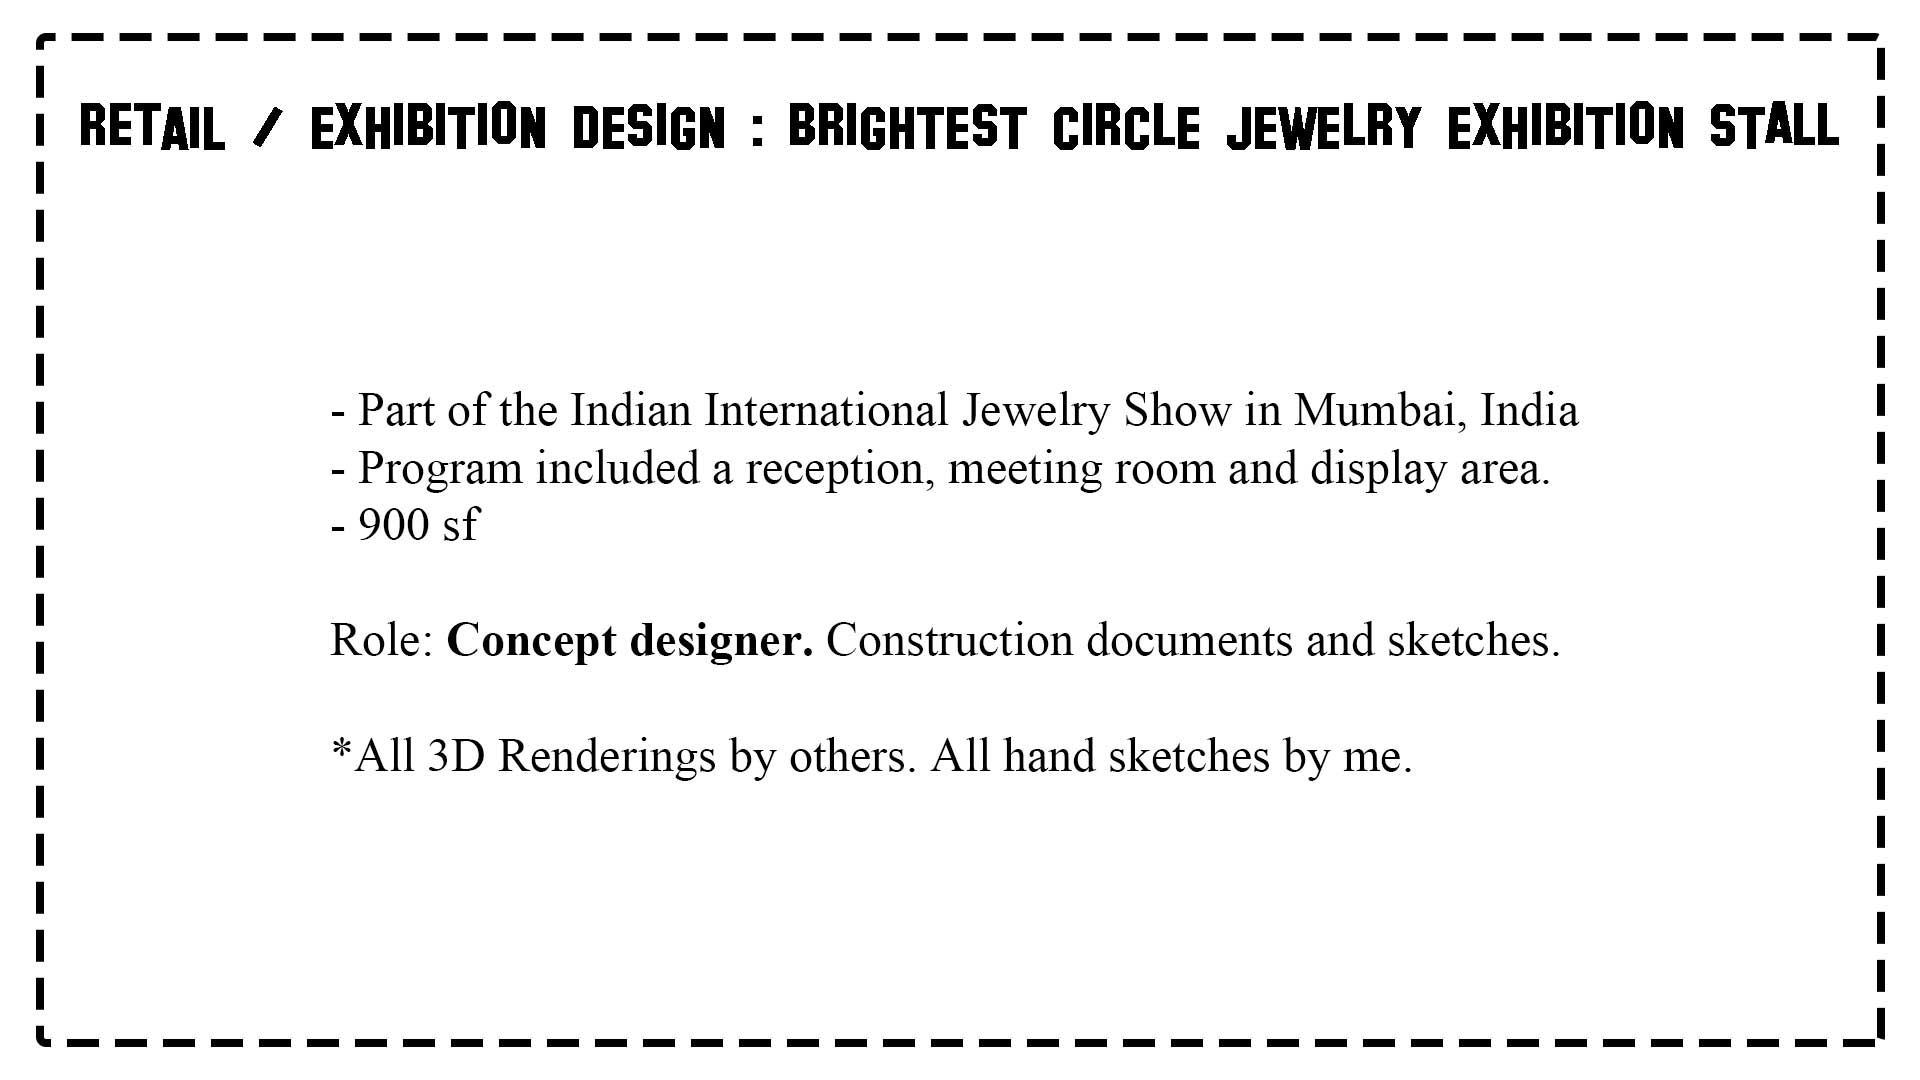 RETAIL / EXHIBITION DESIGN : BRIGHTEST CIRCLE JEWELRY EXHIBITION STALL
- Part of the Indian International Jewelry Show in Mumbai, India
- Program included a reception, meeting room and display area.
- 900 sf
Role: Concept designer. Construction documents and sketches.
*All 3D Renderings by others. All hand sketches by me.